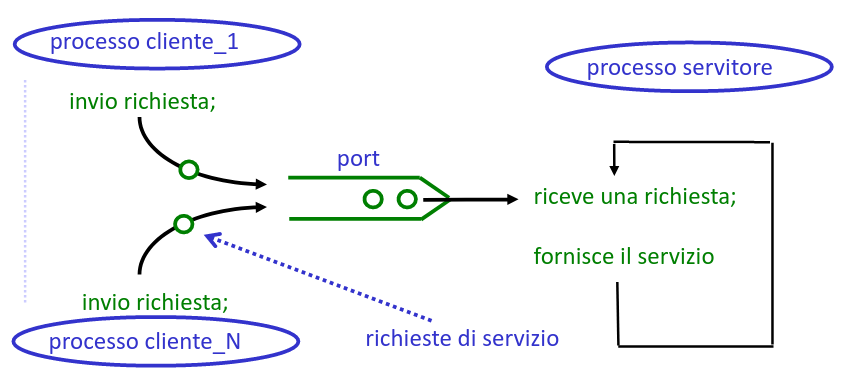 processo cliente_1
invio richiesta;
port
processo servitore
riceve una richiesta;
fornisce il servizio
invio richiesta;
processo cliente_N
richieste di servizio